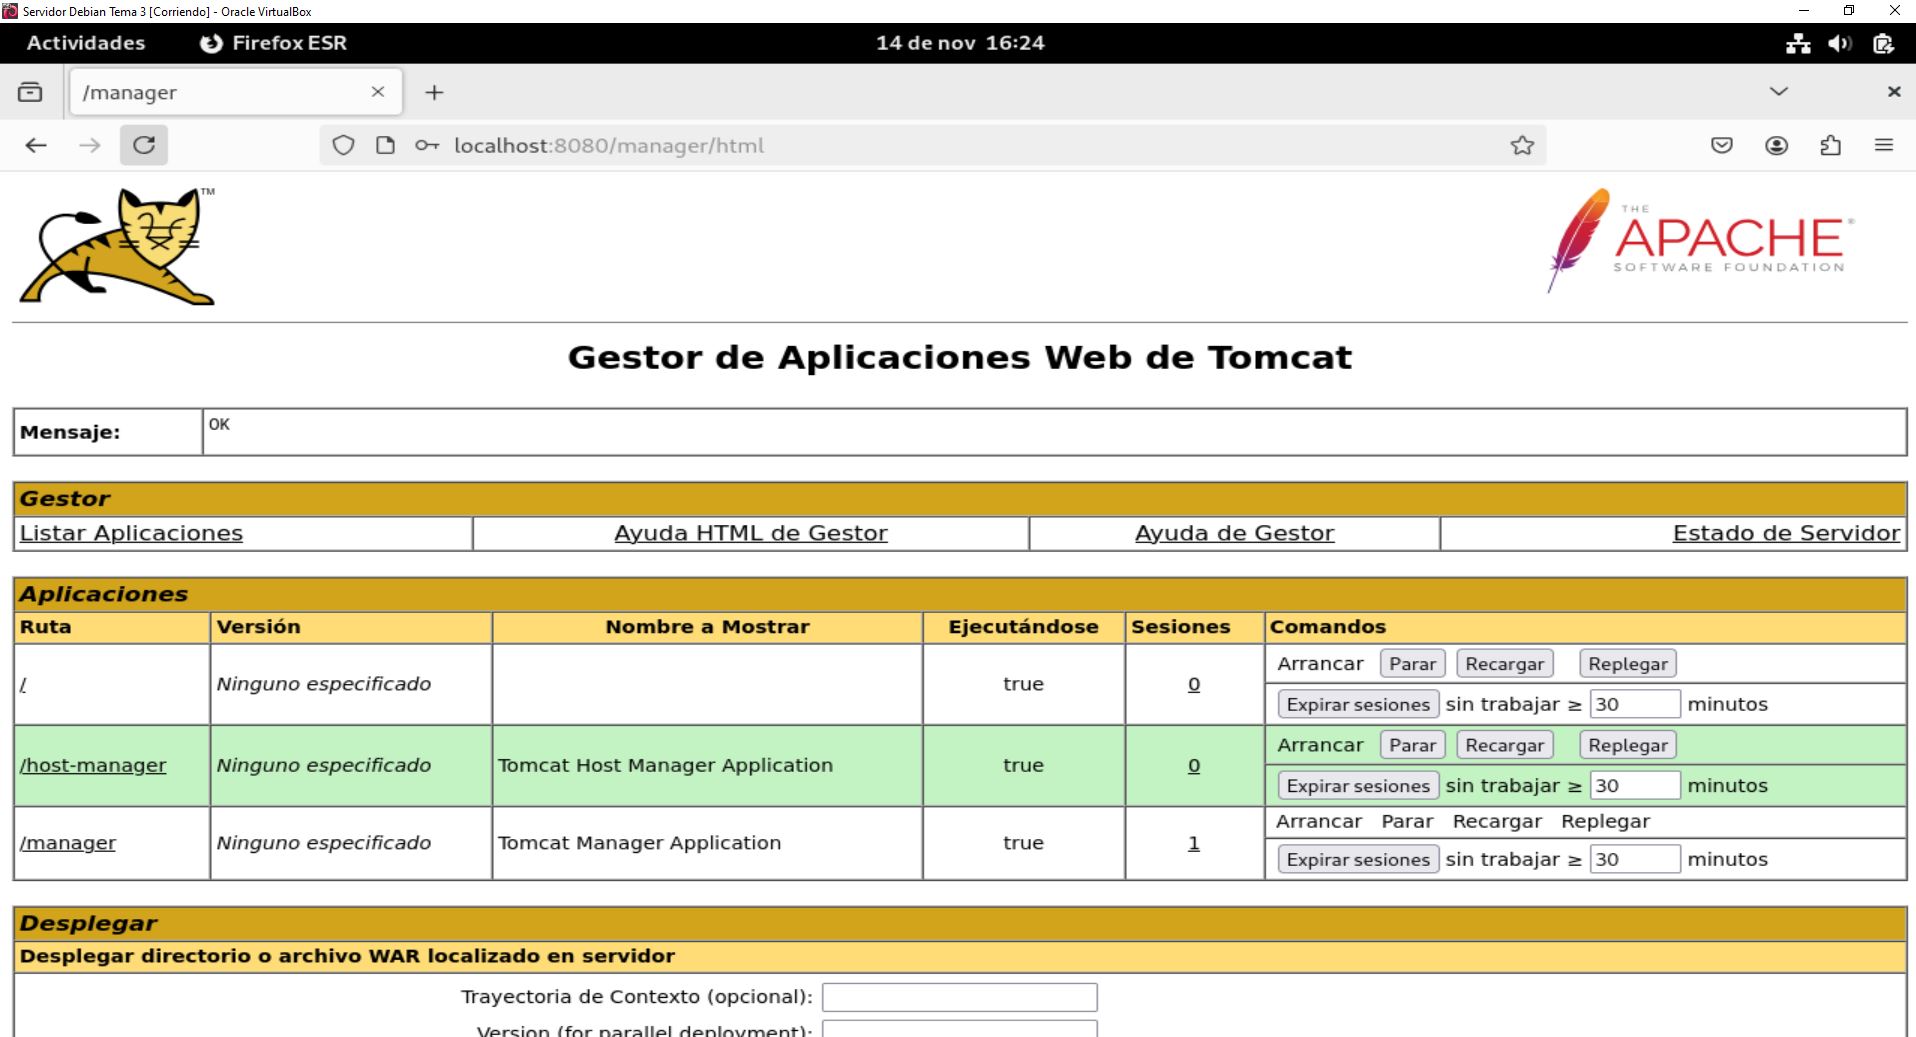 Servidor Debian Tema 3 [Corriendo] - Oracle VirtualBox
Actividades Firefox ESR 14 de nov 16:24
/manager
localhost:8080/manager/html
TM
THE
APACHE®
SOFTWARE FOUNDATION
Gestor de Aplicaciones Web de Tomcat
Mensaje: OK
Gestor
Listar Aplicaciones Ayuda HTML de Gestor Ayuda de Gestor Estado de Servidor
Aplicaciones
Ruta Versión Nombre a Mostrar Ejecutándose Sesiones Comandos
/ Ninguno especificado true 0 Arrancar Parar Recargar Replegar
Expirar sesiones sin trabajar ≥ 30 minutos
/host-manager Ninguno especificado Tomcat Host Manager Application true 0 Arrancar Parar Recargar Replegar
Expirar sesiones sin trabajar ≥ 30 minutos
/manager Ninguno especificado Tomcat Manager Application true 1 Arrancar Parar Recargar Replegar
Expirar sesiones sin trabajar ≥ 30 minutos
Desplegar
Desplegar directorio o archivo WAR localizado en servidor
Trayectoria de Contexto (opcional):
Version (for parallel deployment):